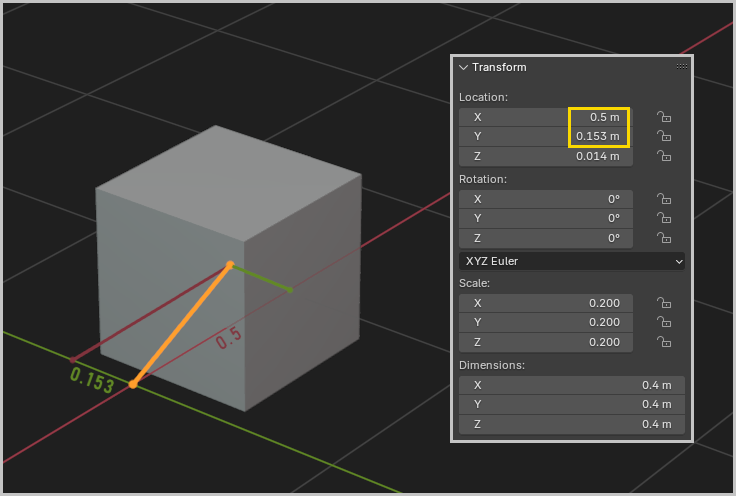 Transform
Location:
X 0.5 m
Y 0.153 m
Z 0.014 m
Rotation:
X 0°
Y 0°
Z 0°
XYZ Euler
Scale:
X 0.200
Y 0.200
Z 0.200
Dimensions:
X 0.4 m
Y 0.4 m
Z 0.4 m
0.5
0.153